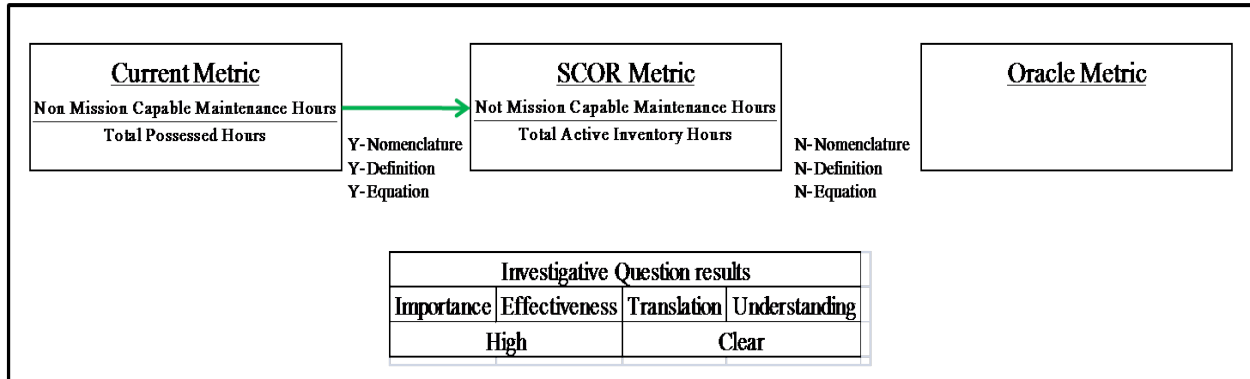 Current Metric
Non Mission Capable Maintenance Hours
Total Possessed Hours
Y-Nomenclature
Y-Definition
Y-Equation
SCOR Metric
Not Mission Capable Maintenance Hours
Total Active Inventory Hours
N-Nomenclature
N-Definition
N-Equation
Oracle Metric
Investigative Question results
Importance Effectiveness Translation Understanding
High Clear